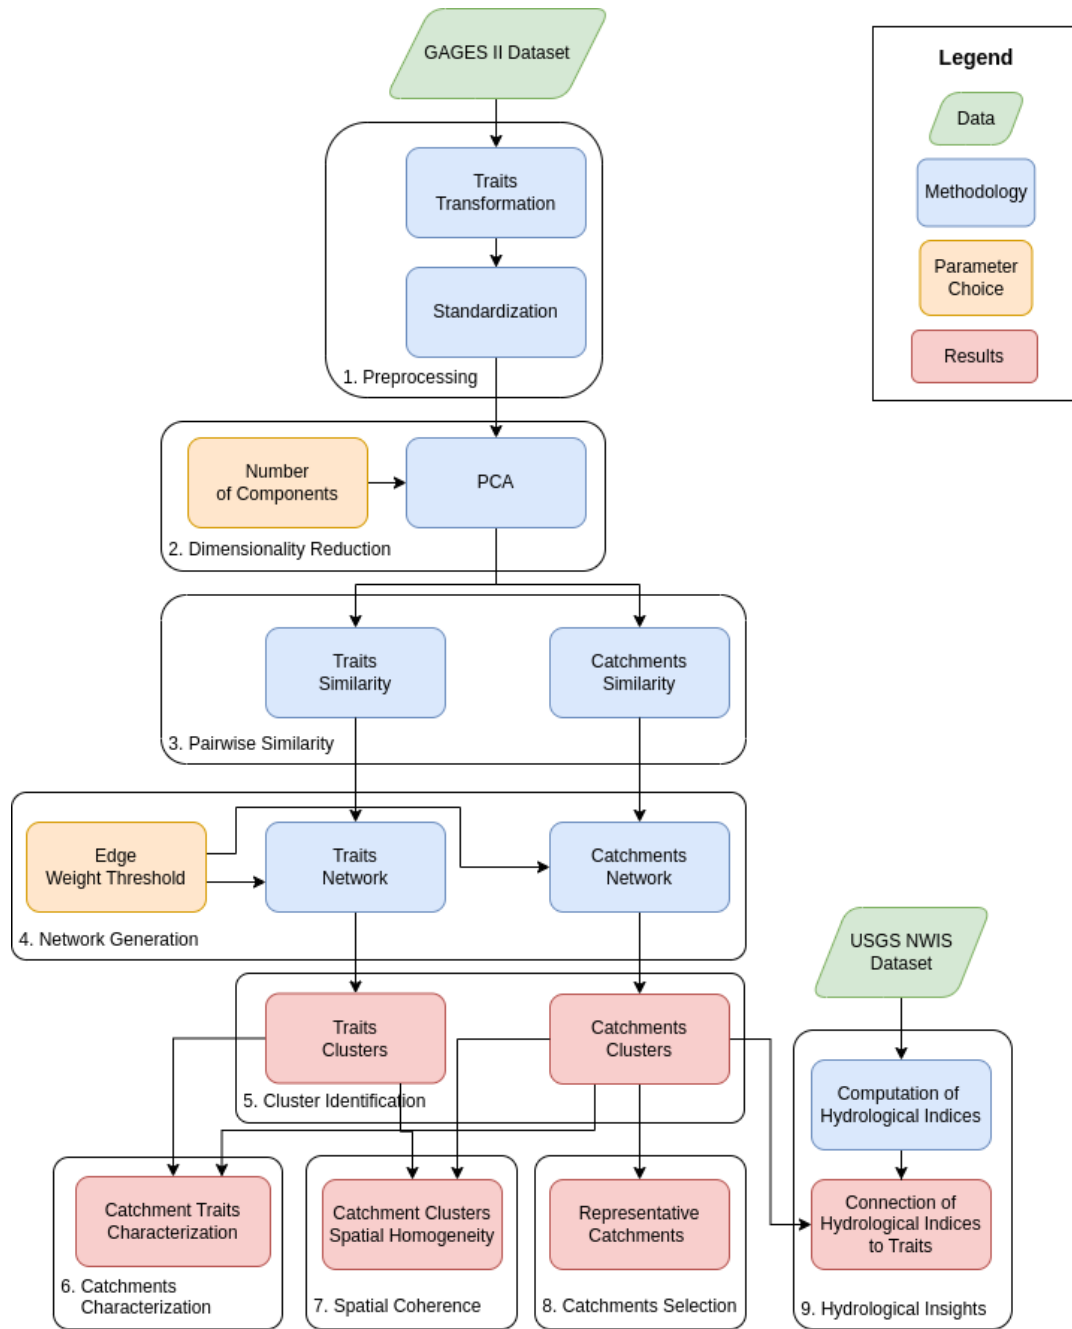 GAGES II Dataset
Legend
Data
Methodology
Parameter
Choice
Results
Traits
Transformation
Standardization
1. Preprocessing
Number
of Components
PCA
2. Dimensionality Reduction
Traits
Similarity
Catchments
Similarity
3. Pairwise Similarity
Edge
Weight Threshold
Traits
Network
Catchments
Network
4. Network Generation
USGS NWIS
Dataset
Traits
Clusters
Catchments
Clusters
5. Cluster Identification
Computation of
Hydrological Indices
Catchment Traits
Characterization
6. Catchments
Characterization
Catchment Clusters
Spatial Homogeneity
7. Spatial Coherence
Representative
Catchments
8. Catchments Selection
Connection of
Hydrological Indices
to Traits
9. Hydrological Insights